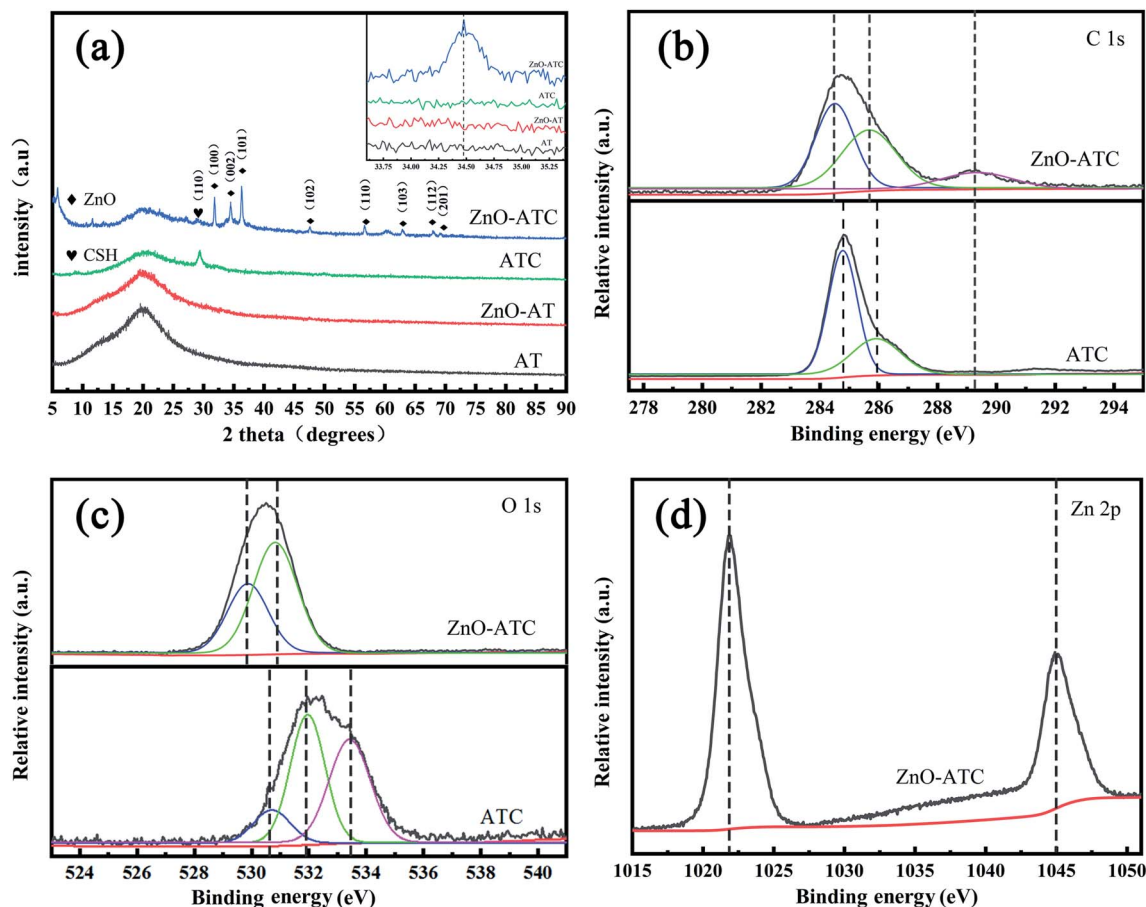 (a)
intensity（a.u）
ZnO-ATC
ATC
ZnO-AT
AT
33.75 34.00 34.25 34.50 34.75 35.00 35.25
♦ ZnO
♥ CSH
（110）
（100）
（002）
（101）
（102）
（110）
（103）
（112）
（201）
ZnO-ATC
ATC
ZnO-AT
AT
5 10 15 20 25 30 35 40 45 50 55 60 65 70 75 80 85 90
2 theta（degrees）
(b)
C 1s
Relative intensity (a.u.)
ZnO-ATC
ATC
278 280 282 284 286 288 290 292 294
Binding energy (eV)
(c)
O 1s
Relative intensity (a.u.)
ZnO-ATC
ATC
524 526 528 530 532 534 536 538 540
Binding energy (eV)
(d)
Zn 2p
Relative intensity (a.u.)
ZnO-ATC
1015 1020 1025 1030 1035 1040 1045 1050
Binding energy (eV)